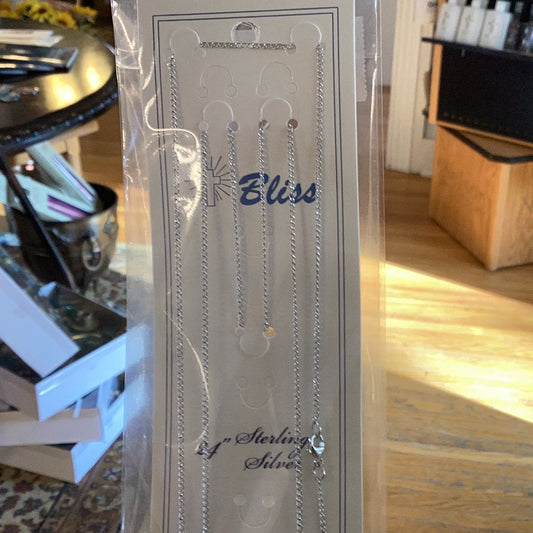 Bliss
24" Sterling
Silver